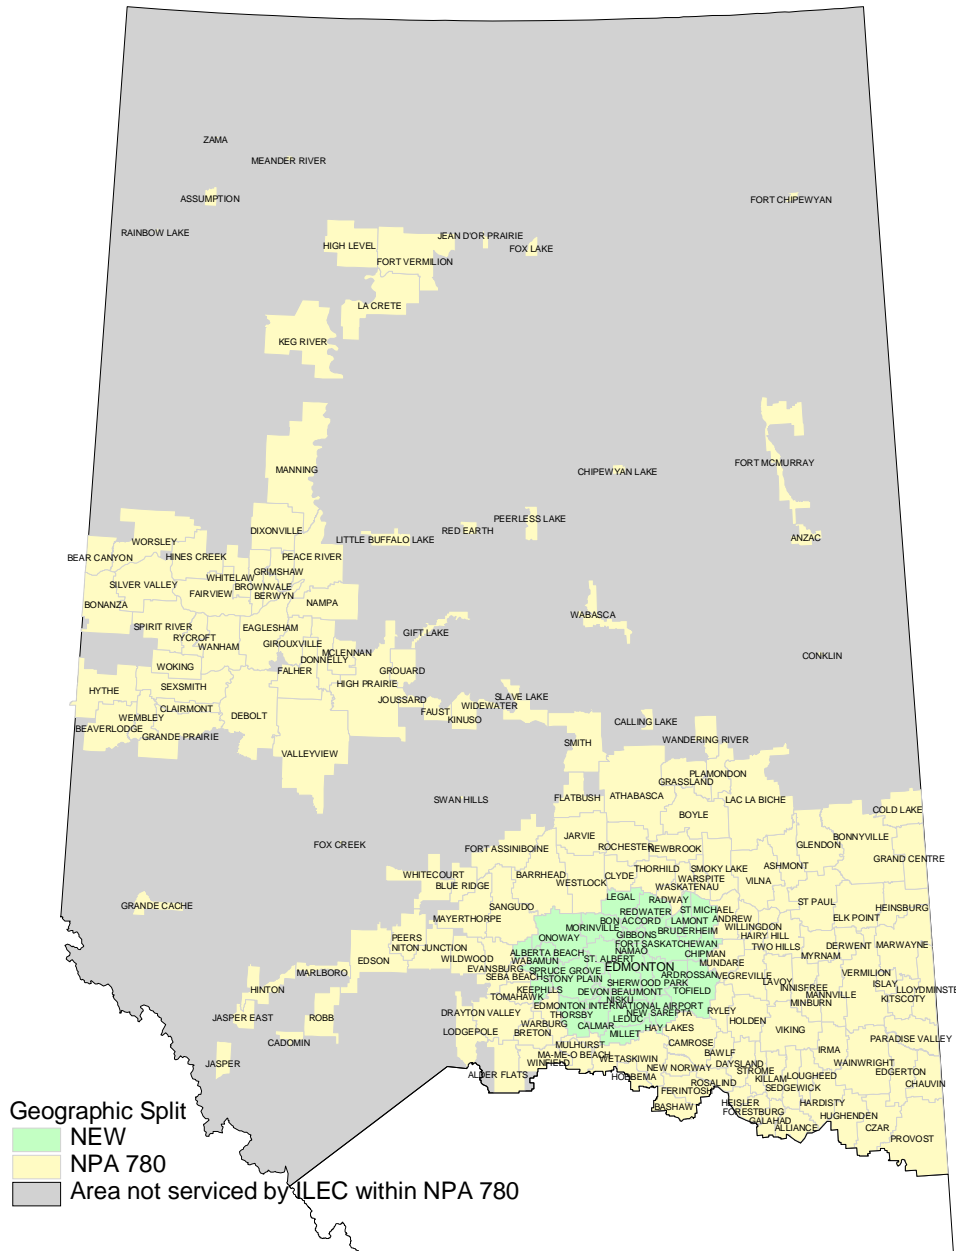 ZAMA
MEANDER RIVER
ASSUMPTION
FORT CHIPEWYAN
RAINBOW LAKE
JEAN D'OR PRAIRIE
HIGH LEVEL
FOX LAKE
FORT VERMILION
LA CRETE
KEG RIVER
MANNING
FORT MCMURRAY
CHIPEWYAN LAKE
PEERLESS LAKE
DIXONVILLE
RED EARTH
LITTLE BUFFALO LAKE
ANZAC
WORSLEY
BEAR CANYON
HINES CREEK
PEACE RIVER
GRIMSHAW
WHITELAW
SILVER VALLEY
BROWNVALE
FAIRVIEW
BERWYN
BONANZA
NAMPA
WABASCA
SPIRIT RIVER
EAGLESHAM
RYCROFT
GIFT LAKE
WANHAM
GIROUXVILLE
MCLENNAN
DONNELLY
CONKLIN
WOKING
FALHER
GROUARD
HYTHE
SEXSMITH
HIGH PRAIRIE
JOUSSARD
SLAVE LAKE
CLAIRMONT
WIDEWATER
WEMBLEY
DEBOLT
FAUST
KINUSO
CALLING LAKE
BEAVERLODGE
GRANDE PRAIRIE
WANDERING RIVER
SMITH
VALLEYVIEW
PLAMONDON
GRASSLAND
SWAN HILLS
FLATBUSH
ATHABASCA
LAC LA BICHE
COLD LAKE
BOYLE
JARVIE
BONNYVILLE
FOX CREEK
FORT ASSINIBOINE
ROCHESTER
NEWBROOK
GLENDON
GRAND CENTRE
WHITECOURT
BARRHEAD
CLYDE
THORHILD
SMOKY LAKE
ASHMONT
BLUE RIDGE
WESTLOCK
WARSPITE
VILNA
WASKATENAU
GRANDE CACHE
SANGUDO
LEGAL
RADWAY
ST PAUL
HEINSBURG
MAYERTHORPE
REDWATER
ST MICHAEL
BON ACCORD
LAMONT
ANDREW
ELK POINT
MORINVILLE
GIBBONS
BRUDERHEIM
WILLINGDON
PEERS
ONOWAY
HAIRY HILL
NITON JUNCTION
FORT SASKATCHEWAN
TWO HILLS
DERWENT
MARWAYNE
ALBERTA BEACH
NAMAO
CHIPMAN
MYRNAM
EDSON
WILDWOOD
WABAMUN
ST. ALBERT
MUNDARE
EVANSBURG
SPRUCE GROVE
EDMONTON
MARLBORO
SEBA BEACH
STONY PLAIN
ARDROSSAN
VEGREVILLE
VERMILION
SHERWOOD PARK
LAVOY
ISLAY
HINTON
KEEPHILLS
DEVON
BEAUMONT
TOFIELD
INNISFREE
LLOYDMINSTE
TOMAHAWK
NISKU
MANNVILLE
KITSCOTY
EDMONTON INTERNATIONAL AIRPORT
MINBURN
JASPER EAST
ROBB
DRAYTON VALLEY
THORSBY
LEDUC
NEW SAREPTA
RYLEY
WARBURG
CALMAR
HAY LAKES
HOLDEN
LODGEPOLE
BRETON
MILLET
VIKING
CADOMIN
MULHURST
CAMROSE
PARADISE VALLEY
MA-ME-O BEACH
WETASKIWIN
BAWLF
IRMA
JASPER
WINFIELD
NEW NORWAY
DAYSLAND
WAINWRIGHT
ALDER FLATS
HOBBEMA
STROME
EDGERTON
KILLAM
LOUGHEED
ROSALIND
SEDGEWICK
CHAUVIN
FERINTOSH
HEISLER
HARDISTY
BASHAW
FORESTBURG
HUGHENDEN
GALAHAD
ALLIANCE
CZAR
PROVOST
Geographic Split
NEW
NPA 780
Area not serviced by ILEC within NPA 780